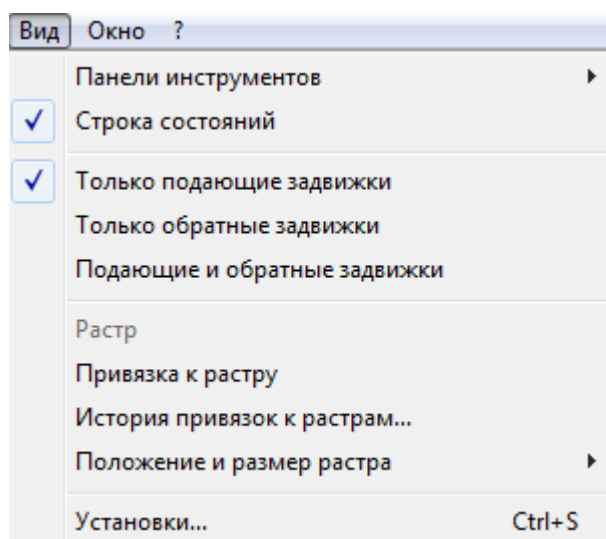 Вид Окно ?
Панели инструментов
Строка состояний
Только подающие задвижки
Только обратные задвижки
Подающие и обратные задвижки
Растр
Привязка к растру
История привязок к растрам...
Положение и размер растра
Установки... Ctrl+S